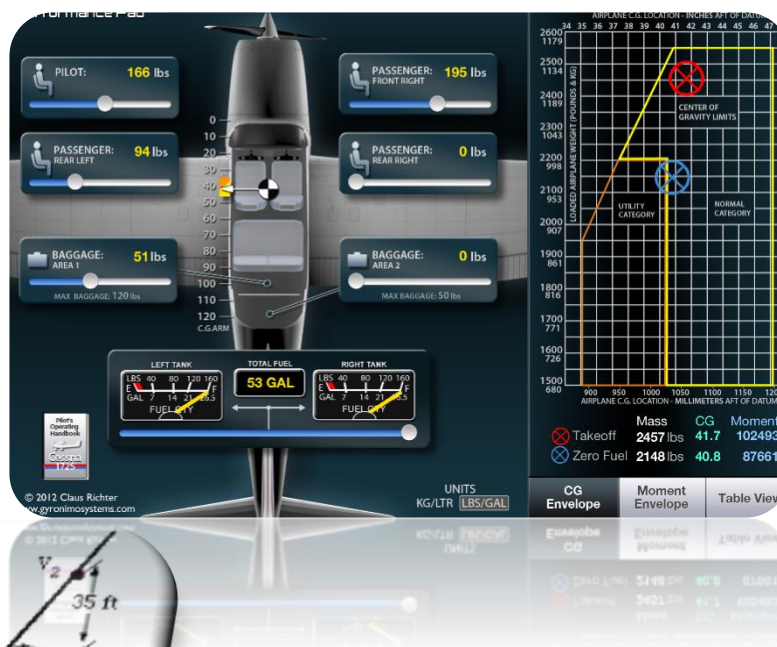 AIRPLANE C.G. LOCATION - INCHES AFT OF DATUM
34 35 36 37 38 39 40 41 42 43 44 45 46 47
PILOT: 166 lbs
PASSENGER: 195 lbs
FRONT RIGHT
PASSENGER: 94 lbs
REAR LEFT
PASSENGER: 0 lbs
REAR RIGHT
BAGGAGE: 51 lbs
AREA 1
MAX BAGGAGE: 120 lbs
BAGGAGE: 0 lbs
AREA 2
MAX BAGGAGE: 50 lbs
0
10
20
30
40
50
60
70
80
90
100
110
120
C.G.ARM
LEFT TANK
LBS 40 80 120 160
E F
GAL 7 14 21 26.5
FUEL QTY
TOTAL FUEL
53 GAL
RIGHT TANK
LBS 40 80 120 160
E F
GAL 7 14 21 26.5
FUEL QTY
Pilot's
Operating
Handbook
Cessna
172S
© 2012 Claus Richter
www.gyronimosystems.com
UNITS
KG/LTR LBS/GAL
LOADED AIRPLANE WEIGHT (POUNDS & KG)
2600
1179
2500
1134
2400
1189
2300
1043
2200
998
2100
953
2000
907
1900
861
1800
816
1700
771
1600
726
1500
680
CENTER OF
GRAVITY LIMITS
UTILITY
CATEGORY
NORMAL
CATEGORY
900 950 1000 1050 1100 1150 120
AIRPLANE C.G. LOCATION - MILLIMETERS AFT OF DATUM
Mass CG Moment
Takeoff 2457 lbs 41.7 102493
Zero Fuel 2148 lbs 40.8 87661
CG
Envelope
Moment
Envelope
Table View
V2
35 ft